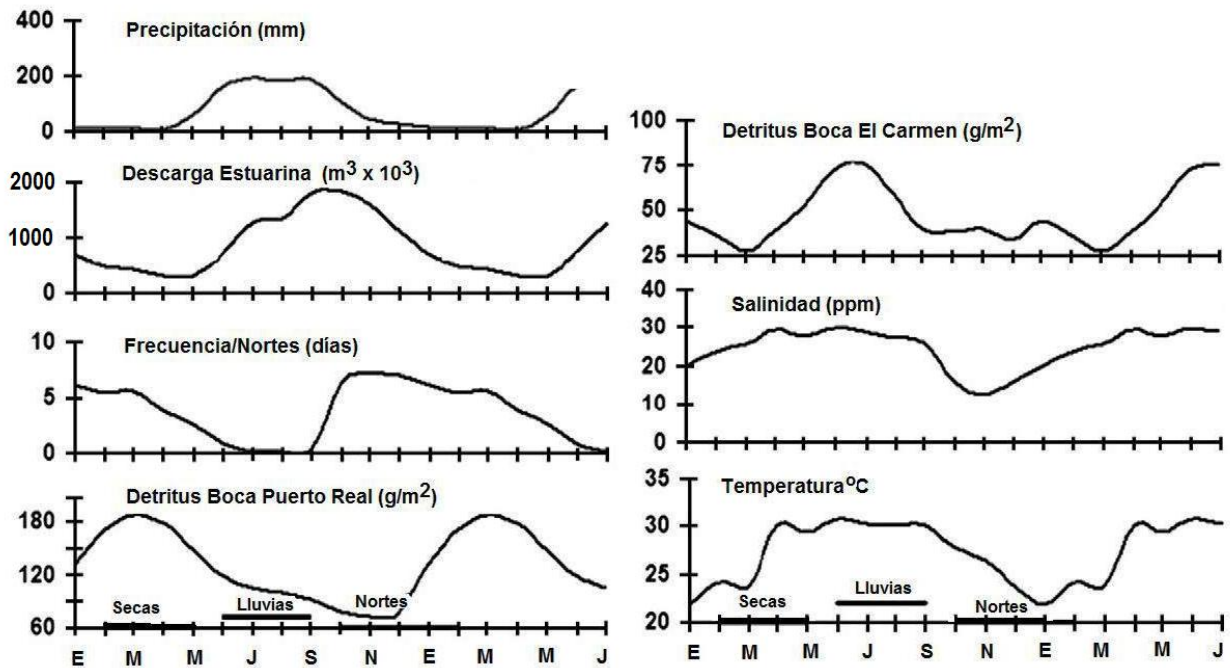 Precipitación (mm)
400
200
0
Descarga Estuarina (m³ x 10³)
2000
1000
0
Frecuencia/Nortes (días)
10
5
0
Detritus Boca Puerto Real (g/m²)
180
120
60
Secas
Lluvias
Nortes
E M M J S N E M M J
Detritus Boca El Carmen (g/m²)
100
75
50
25
Salinidad (ppm)
40
30
20
10
0
Temperatura⁰C
35
30
25
20
Secas
Lluvias
Nortes
E M M J S N E M M J